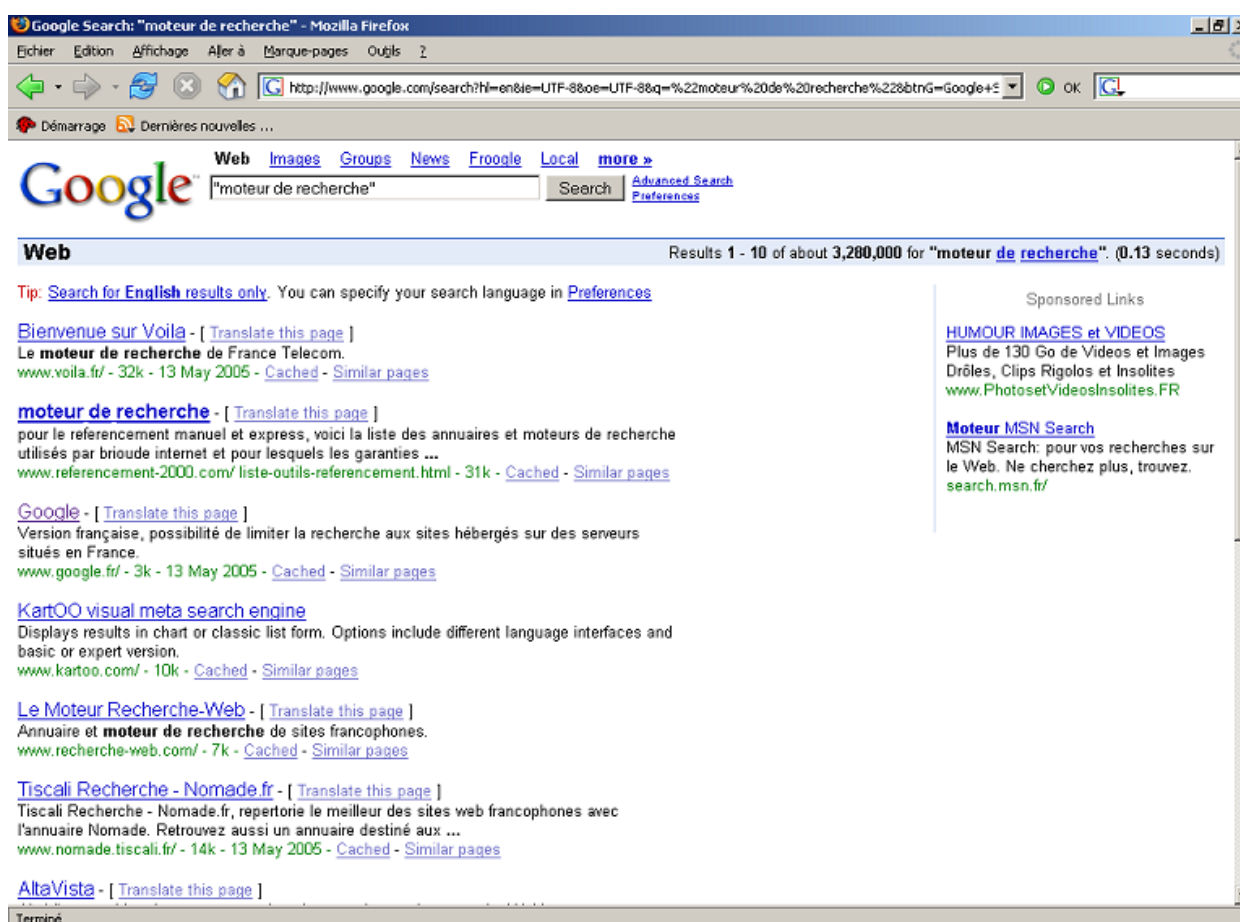 Google Search: "moteur de recherche" - Mozilla Firefox
Fichier Edition Affichage Aller à Marque-pages Outils ?
http://www.google.com/search?hl=en&ie=UTF-8&oe=UTF-8&q=%22moteur%20de%20recherche%22&btnG=Google+S OK
Démarrage Dernières nouvelles ...
Web Images Groups News Froogle Local more »
Google
"moteur de recherche" Search Advanced Search
Preferences
Web Results 1 - 10 of about 3,280,000 for "moteur de recherche". (0.13 seconds)
Tip: Search for English results only. You can specify your search language in Preferences
Bienvenue sur Voila - [ Translate this page ]
Le moteur de recherche de France Telecom.
www.voila.fr/ - 32k - 13 May 2005 - Cached - Similar pages
moteur de recherche - [ Translate this page ]
pour le referencement manuel et express, voici la liste des annuaires et moteurs de recherche
utilisés par brioude internet et pour lesquels les garanties ...
www.referencement-2000.com/ liste-outils-referencement.html - 31k - Cached - Similar pages
Google - [ Translate this page ]
Version française, possibilité de limiter la recherche aux sites hébergés sur des serveurs
situés en France.
www.google.fr/ - 3k - 13 May 2005 - Cached - Similar pages
KartOO visual meta search engine
Displays results in chart or classic list form. Options include different language interfaces and
basic or expert version.
www.kartoo.com/ - 10k - Cached - Similar pages
Le Moteur Recherche-Web - [ Translate this page ]
Annuaire et moteur de recherche de sites francophones.
www.recherche-web.com/ - 7k - Cached - Similar pages
Tiscali Recherche - Nomade.fr - [ Translate this page ]
Tiscali Recherche - Nomade.fr, repertorie le meilleur des sites web francophones avec
l'annuaire Nomade. Retrouvez aussi un annuaire destiné aux ...
www.nomade.tiscali.fr/ - 14k - 13 May 2005 - Cached - Similar pages
AltaVista - [ Translate this page ]
Sponsored Links
HUMOUR IMAGES et VIDEOS
Plus de 130 Go de Videos et Images
Drôles, Clips Rigolos et Insolites
www.PhotosetVideosInsolites.FR
Moteur MSN Search
MSN Search: pour vos recherches sur
le Web. Ne cherchez plus, trouvez.
search.msn.fr/
Terminé